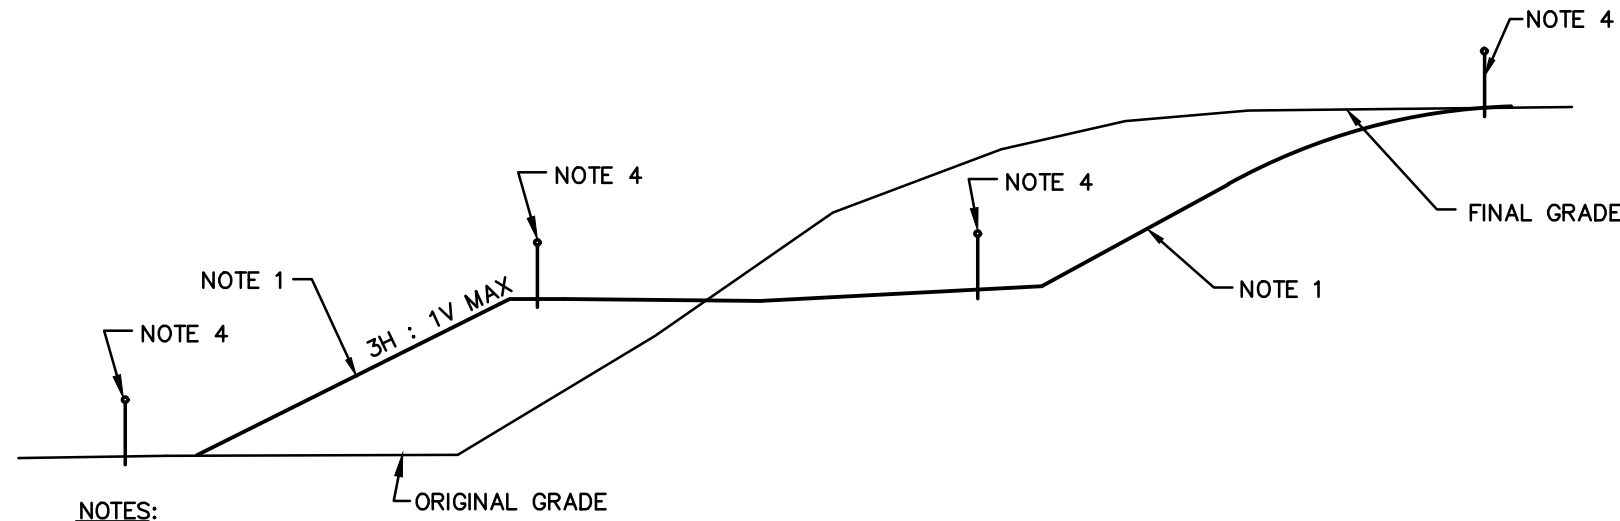 NOTE 4
NOTE 4
NOTE 4
FINAL GRADE
NOTE 1
3H : 1V MAX
NOTE 1
NOTE 4
ORIGINAL GRADE
NOTES: